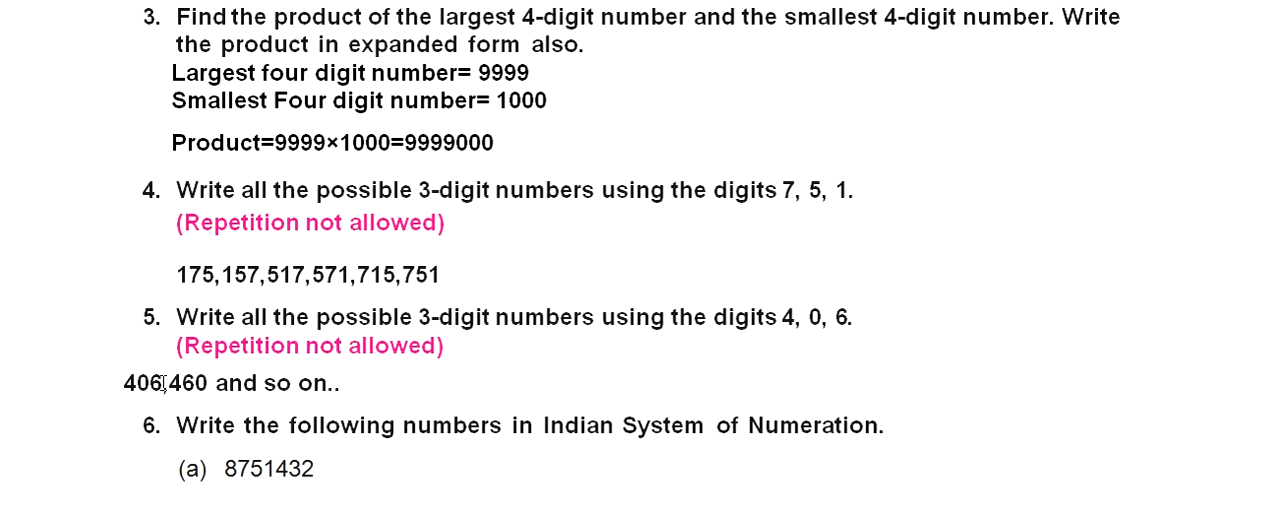 3. Find the product of the largest 4-digit number and the smallest 4-digit number. Write
the product in expanded form also.
Largest four digit number= 9999
Smallest Four digit number= 1000
Product=9999×1000=9999000
4. Write all the possible 3-digit numbers using the digits 7, 5, 1.
(Repetition not allowed)
175,157,517,571,715,751
5. Write all the possible 3-digit numbers using the digits 4, 0, 6.
(Repetition not allowed)
406,460 and so on..
6. Write the following numbers in Indian System of Numeration.
(a) 8751432